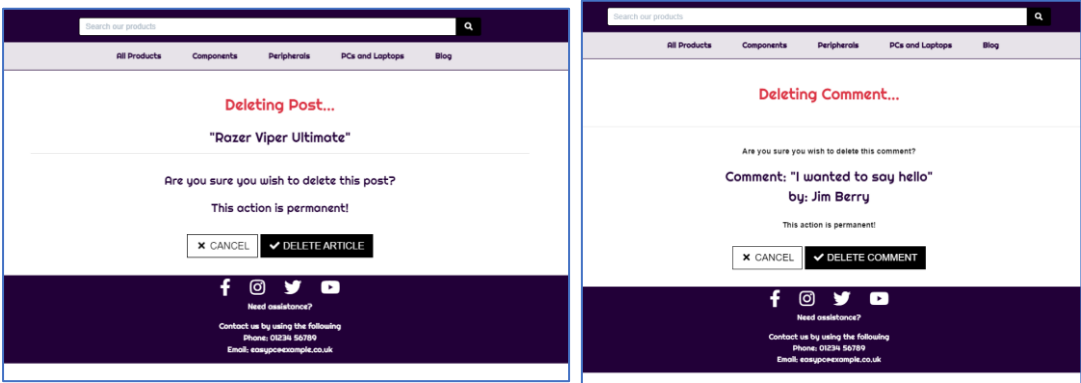 Search our products
All Products Components Peripherals PCs and Laptops Blog
Deleting Post...
"Razer Viper Ultimate"
Are you sure you wish to delete this post?
This action is permanent!
CANCEL DELETE ARTICLE
Need assistance?
Contact us by using the following
Phone: 01234 56789
Email: easypc@example.co.uk
Search our products
All Products Components Peripherals PCs and Laptops Blog
Deleting Comment...
Are you sure you wish to delete this comment?
Comment: "I wanted to say hello"
by: Jim Berry
This action is permanent!
CANCEL DELETE COMMENT
Need assistance?
Contact us by using the following
Phone: 01234 56789
Email: easypc@example.co.uk